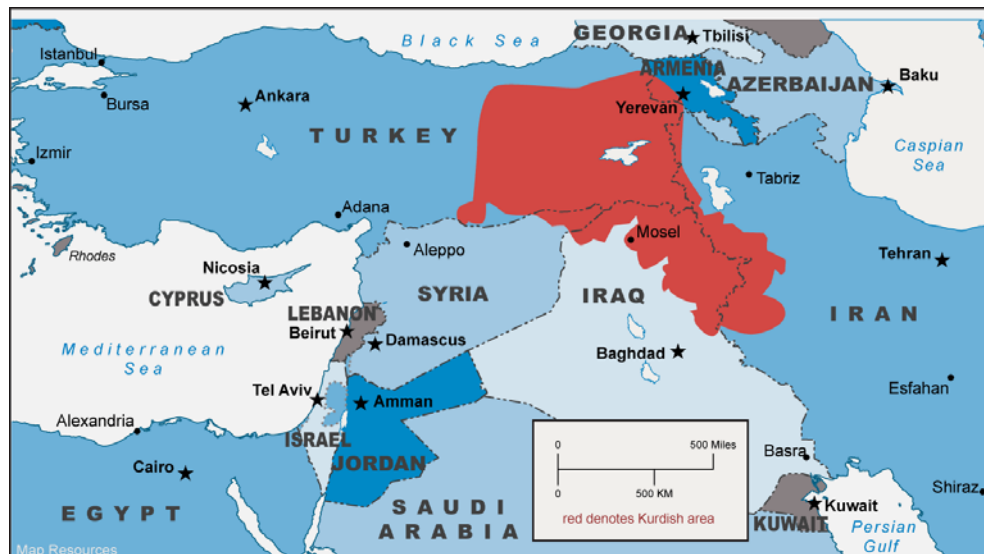 Black Sea
GEORGIA
Tbilisi
Istanbul
ARMENIA
AZERBAIJAN
Baku
Bursa
Ankara
Yerevan
TURKEY
Caspian
Sea
Izmir
Tabriz
Adana
Mosel
Aleppo
Rhodes
Nicosia
Tehran
CYPRUS
SYRIA
IRAQ
LEBANON
IRAN
Beirut
Damascus
Mediterranean
Sea
Baghdad
Tel Aviv
Amman
Esfahan
Alexandria
ISRAEL
0 500 Miles
Basra
JORDAN
Cairo
0 500 KM
Shiraz
EGYPT
SAUDI
ARABIA
red denotes Kurdish area
KUWAIT
Kuwait
Persian
Gulf
Map Resources